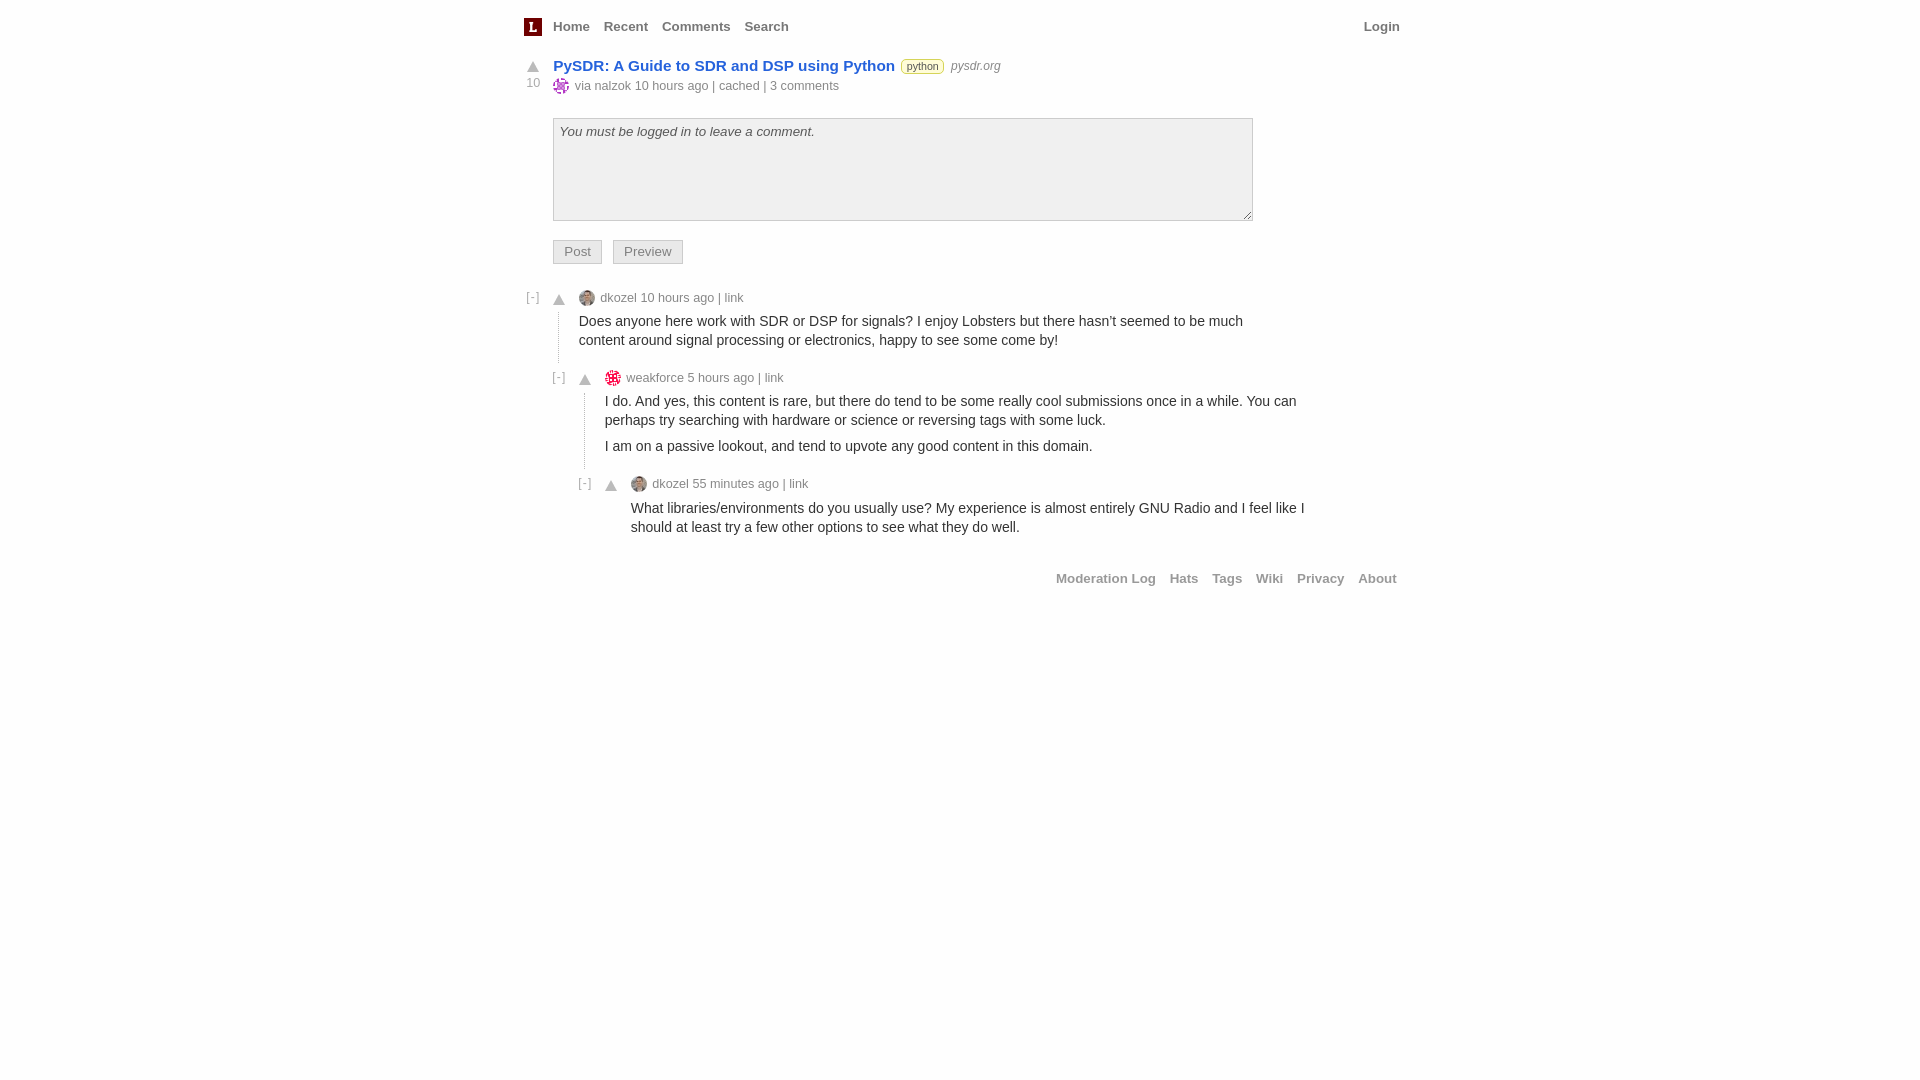 L Home Recent Comments Search Login
PySDR: A Guide to SDR and DSP using Python python pysdr.org
10
via nalzok 10 hours ago | cached | 3 comments
You must be logged in to leave a comment.
Post Preview
[-] dkozel 10 hours ago | link
Does anyone here work with SDR or DSP for signals? I enjoy Lobsters but there hasn’t seemed to be much
content around signal processing or electronics, happy to see some come by!
[-] weakforce 5 hours ago | link
I do. And yes, this content is rare, but there do tend to be some really cool submissions once in a while. You can
perhaps try searching with hardware or science or reversing tags with some luck.
I am on a passive lookout, and tend to upvote any good content in this domain.
[-] dkozel 55 minutes ago | link
What libraries/environments do you usually use? My experience is almost entirely GNU Radio and I feel like I
should at least try a few other options to see what they do well.
Moderation Log Hats Tags Wiki Privacy About